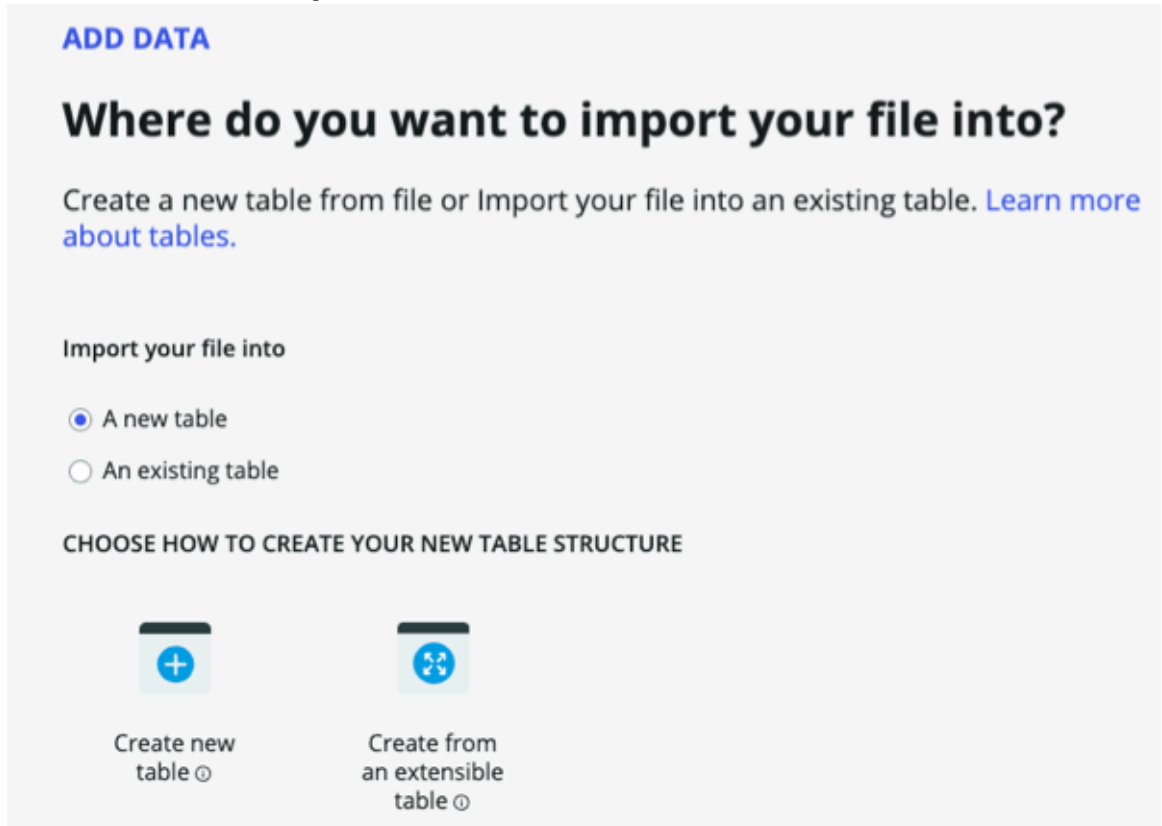 ADD DATA
Where do you want to import your file into?
Create a new table from file or Import your file into an existing table. Learn more
about tables.
Import your file into
A new table
An existing table
CHOOSE HOW TO CREATE YOUR NEW TABLE STRUCTURE
Create new
table
Create from
an extensible
table